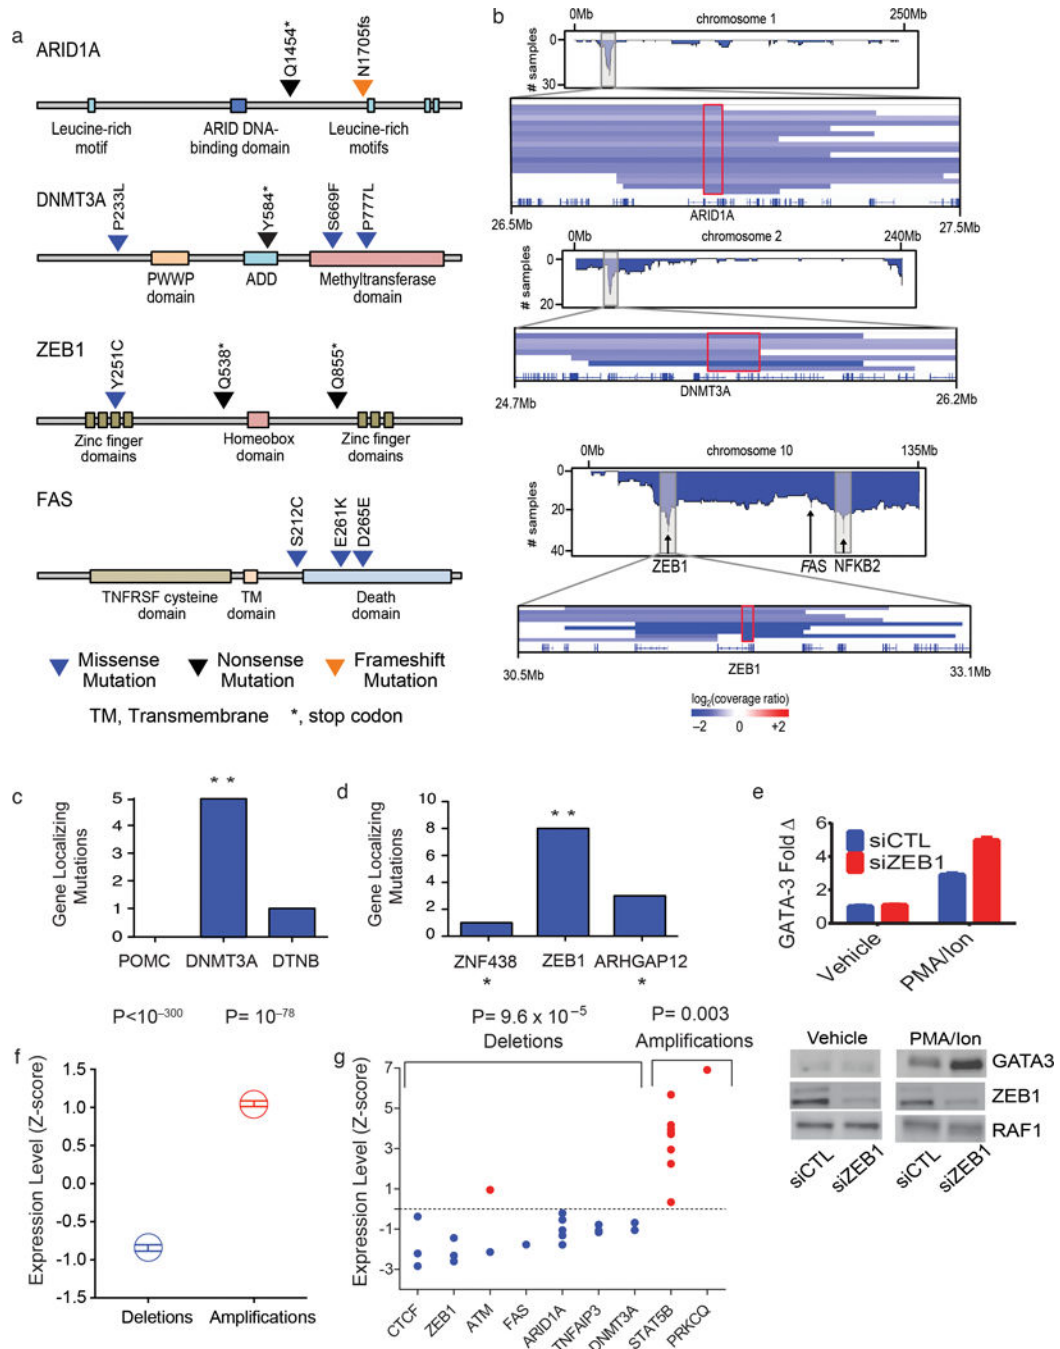 a
ARID1A
Q1454*
N1705fs
Leucine-rich motif
ARID DNA-binding domain
Leucine-rich motifs
DNMT3A
P233L
Y584*
S669F
P777L
PWWP domain
ADD
Methyltransferase domain
ZEB1
Y251C
Q538*
Q855*
Zinc finger domains
Homeobox domain
Zinc finger domains
FAS
S212C
E261K
D265E
TNFRSF cysteine domain
TM domain
Death domain
Missense Mutation
Nonsense Mutation
Frameshift Mutation
TM, Transmembrane *, stop codon
b
0Mb chromosome 1 250Mb
# samples
0
30
ARID1A
26.5Mb 27.5Mb
0Mb chromosome 2 240Mb
# samples
0
20
DNMT3A
24.7Mb 26.2Mb
0Mb chromosome 10 135Mb
# samples
0
20
40
ZEB1 FAS NFKB2
ZEB1
30.5Mb 33.1Mb
log2(coverage ratio)
−2 0 +2
c
Gene Localizing Mutations
5
4
3
2
1
0
* *
POMC DNMT3A DTNB
P<10−300 P= 10−78
d
Gene Localizing Mutations
10
8
6
4
2
0
* *
ZNF438 ZEB1 ARHGAP12
* *
P= 9.6 x 10−5 P= 0.003
e
GATA-3 Fold Δ
6
4
2
0
siCTL
siZEB1
Vehicle
PMA/Ion
Vehicle PMA/Ion
GATA3
ZEB1
RAF1
siCTL siZEB1 siCTL siZEB1
f
Expression Level (Z-score)
1.5
1.0
0.5
0.0
-0.5
-1.0
-1.5
Deletions Amplifications
g
Deletions Amplifications
Expression Level (Z-score)
7
5
3
1
-1
-3
CTCF
ZEB1
ATM
FAS
ARID1A
TNFAIP3
DNMT3A
STAT5B
PRKCQ